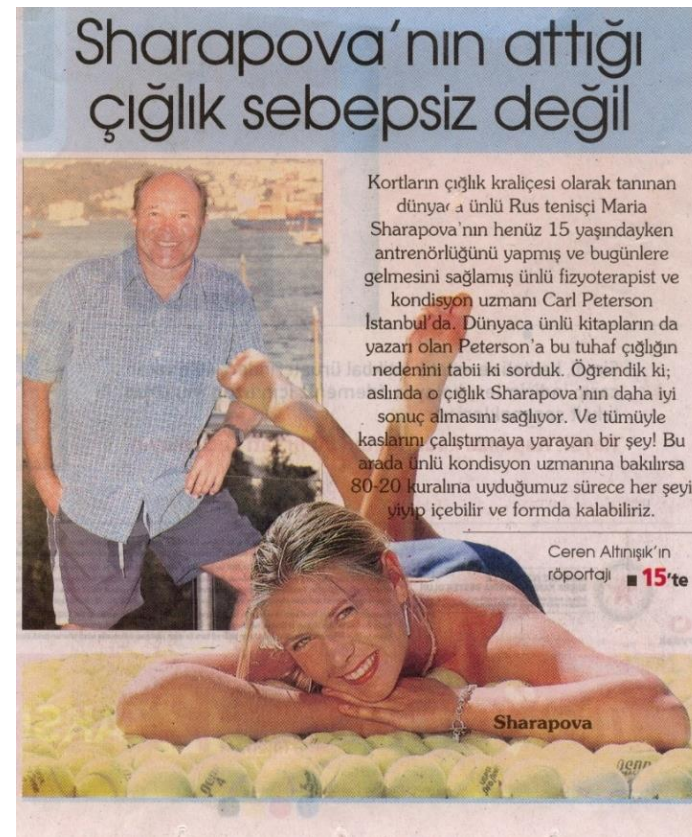 Sharapova'nın attığı
çığlık sebepsiz değil
Kortların çığlık kraliçesi olarak tanınan
dünyaca ünlü Rus tenisçi Maria
Sharapova'nın henüz 15 yaşındayken
antrenörlüğünü yapmış ve bugünlere
gelmesini sağlamış ünlü fizyoterapist ve
kondisyon uzmanı Carl Peterson
İstanbul'da. Dünyaca ünlü kitapların da
yazarı olan Peterson'a bu tuhaf çığlığın
nedenini tabii ki sorduk. Öğrendik ki;
aslında o çığlık Sharapova'nın daha iyi
sonuç almasını sağlıyor. Ve tümüyle
kaslarını çalıştırmaya yarayan bir şey! Bu
arada ünlü kondisyon uzmanına bakılırsa
80-20 kuralına uyduğumuz sürece her şeyi
yiyip içebilir ve formda kalabiliriz.
Ceren Altınışık'ın
röportajı ■ 15'te
Sharapova
penn